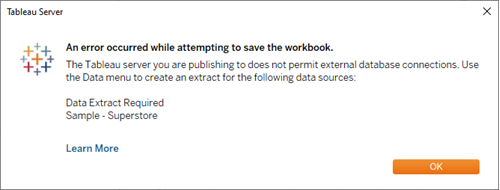 Tableau Server
An error occurred while attempting to save the workbook.
The Tableau server you are publishing to does not permit external database connections. Use
the Data menu to create an extract for the following data sources:
Data Extract Required
Sample - Superstore
Learn More
OK